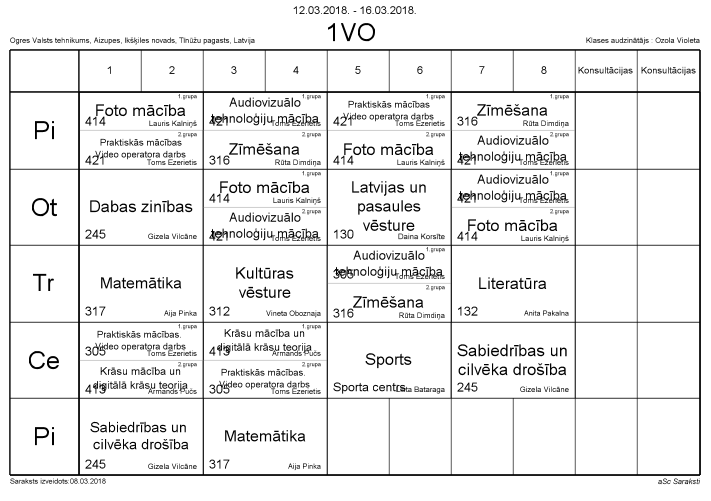 12.03.2018. - 16.03.2018.
1VO
Ogres Valsts tehnikums, Aizupes, Ikšķiles novads, Tīnūžu pagasts, Latvija
Klases audzinātājs : Ozola Violeta
1 2 3 4 5 6 7 8 Konsultācijas Konsultācijas
Pi
1.grupa
Foto mācība
414 Lauris Kalniņš
2.grupa
Praktiskās mācības
Video operatora darbs
421 Toms Ezerietis
1.grupa
Audiovizuālo
tehnoloģiju mācība
421 Toms Ezerietis
2.grupa
Zīmēšana
316 Rūta Dimdiņa
1.grupa
Praktiskās mācības
Video operatora darbs
421 Toms Ezerietis
2.grupa
Foto mācība
414 Lauris Kalniņš
1.grupa
Zīmēšana
316 Rūta Dimdiņa
2.grupa
Audiovizuālo
tehnoloģiju mācība
421 Toms Ezerietis
Ot
Dabas zinības
245 Gizela Vilcāne
1.grupa
Foto mācība
414 Lauris Kalniņš
2.grupa
Audiovizuālo
tehnoloģiju mācība
421 Toms Ezerietis
Latvijas un
pasaules
vēsture
130 Daina Korsīte
1.grupa
Audiovizuālo
tehnoloģiju mācība
421 Toms Ezerietis
2.grupa
Foto mācība
414 Lauris Kalniņš
Tr
Matemātika
317 Aija Pinka
Kultūras
vēsture
312 Vineta Oboznaja
1.grupa
Audiovizuālo
tehnoloģiju mācība
305 Toms Ezerietis
2.grupa
Zīmēšana
316 Rūta Dimdiņa
Literatūra
132 Anita Pakalna
Ce
1.grupa
Praktiskās mācības.
Video operatora darbs
305 Toms Ezerietis
2.grupa
Krāsu mācība un
digitālā krāsu teorija
413 Armands Pučs
1.grupa
Krāsu mācība un
digitālā krāsu teorija
413 Armands Pučs
2.grupa
Praktiskās mācības.
Video operatora darbs
305 Toms Ezerietis
Sports
Sporta centrs Bataraga
Sabiedrības un
cilvēka drošība
245 Gizela Vilcāne
Pi
Sabiedrības un
cilvēka drošība
245 Gizela Vilcāne
Matemātika
317 Aija Pinka
Saraksts izveidots:08.03.2018
aSc Saraksti